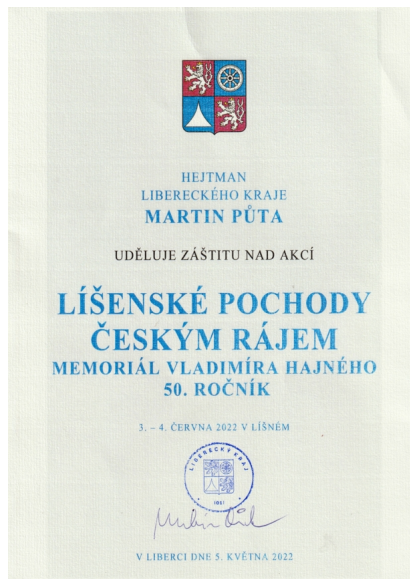 HEJTMAN
LIBERECKÉHO KRAJE
MARTIN PŮTA
UDĚLUJE ZÁŠTITU NAD AKCÍ
LÍŠENSKÉ POCHODY
ČESKÝM RÁJEM
MEMORIÁL VLADIMÍRA HAJNÉHO
50. ROČNÍK
3. – 4. ČERVNA 2022 V LÍŠNÉM
LIBERECKÝ KRAJ
V LIBERCI DNE 5. KVĚTNA 2022